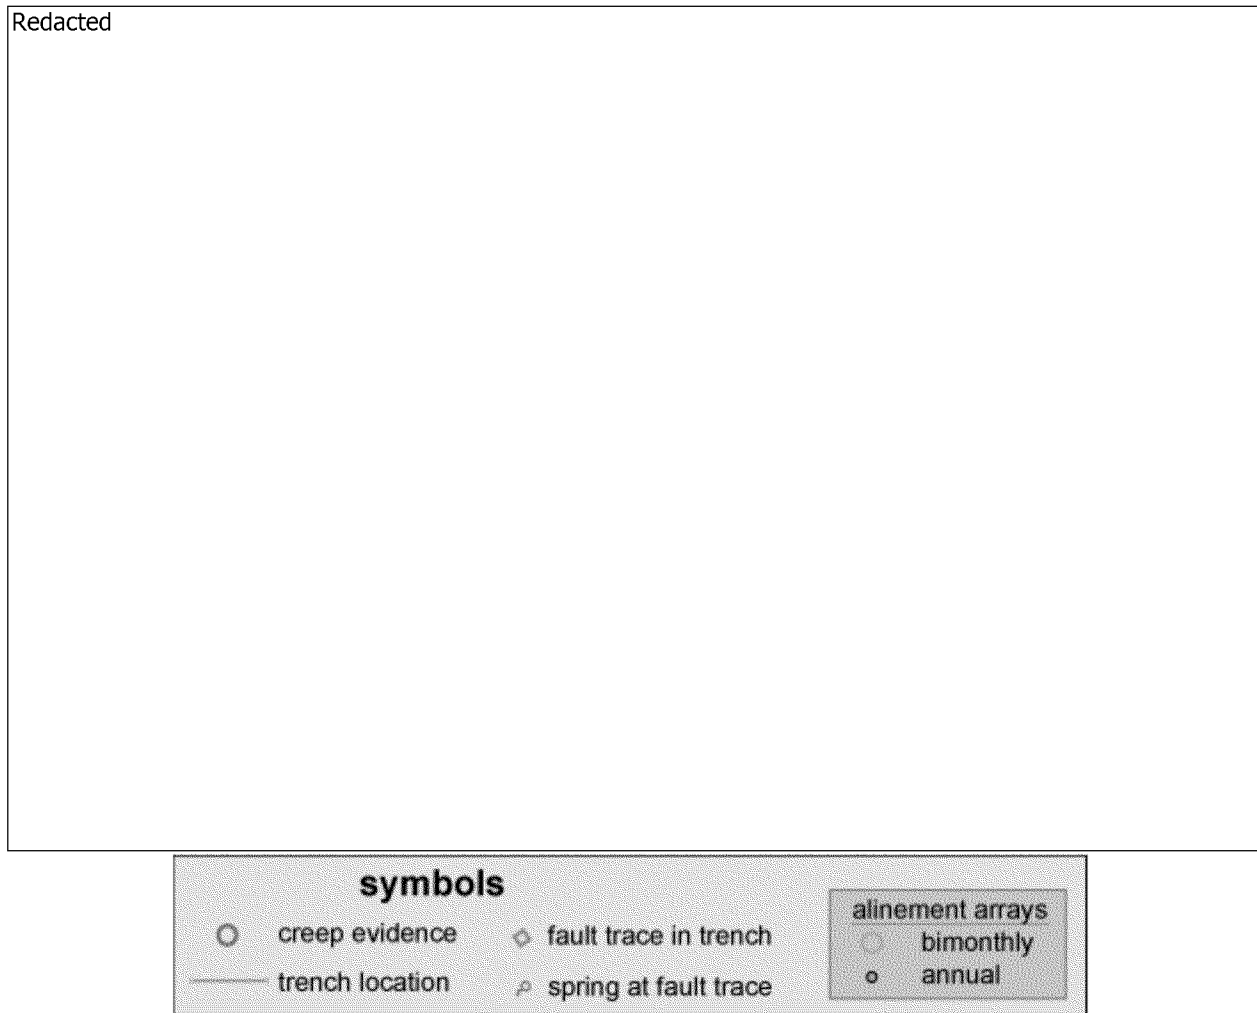 Redacted
symbols
creep evidence
fault trace in trench
trench location
spring at fault trace
alinement arrays
bimonthly
annual